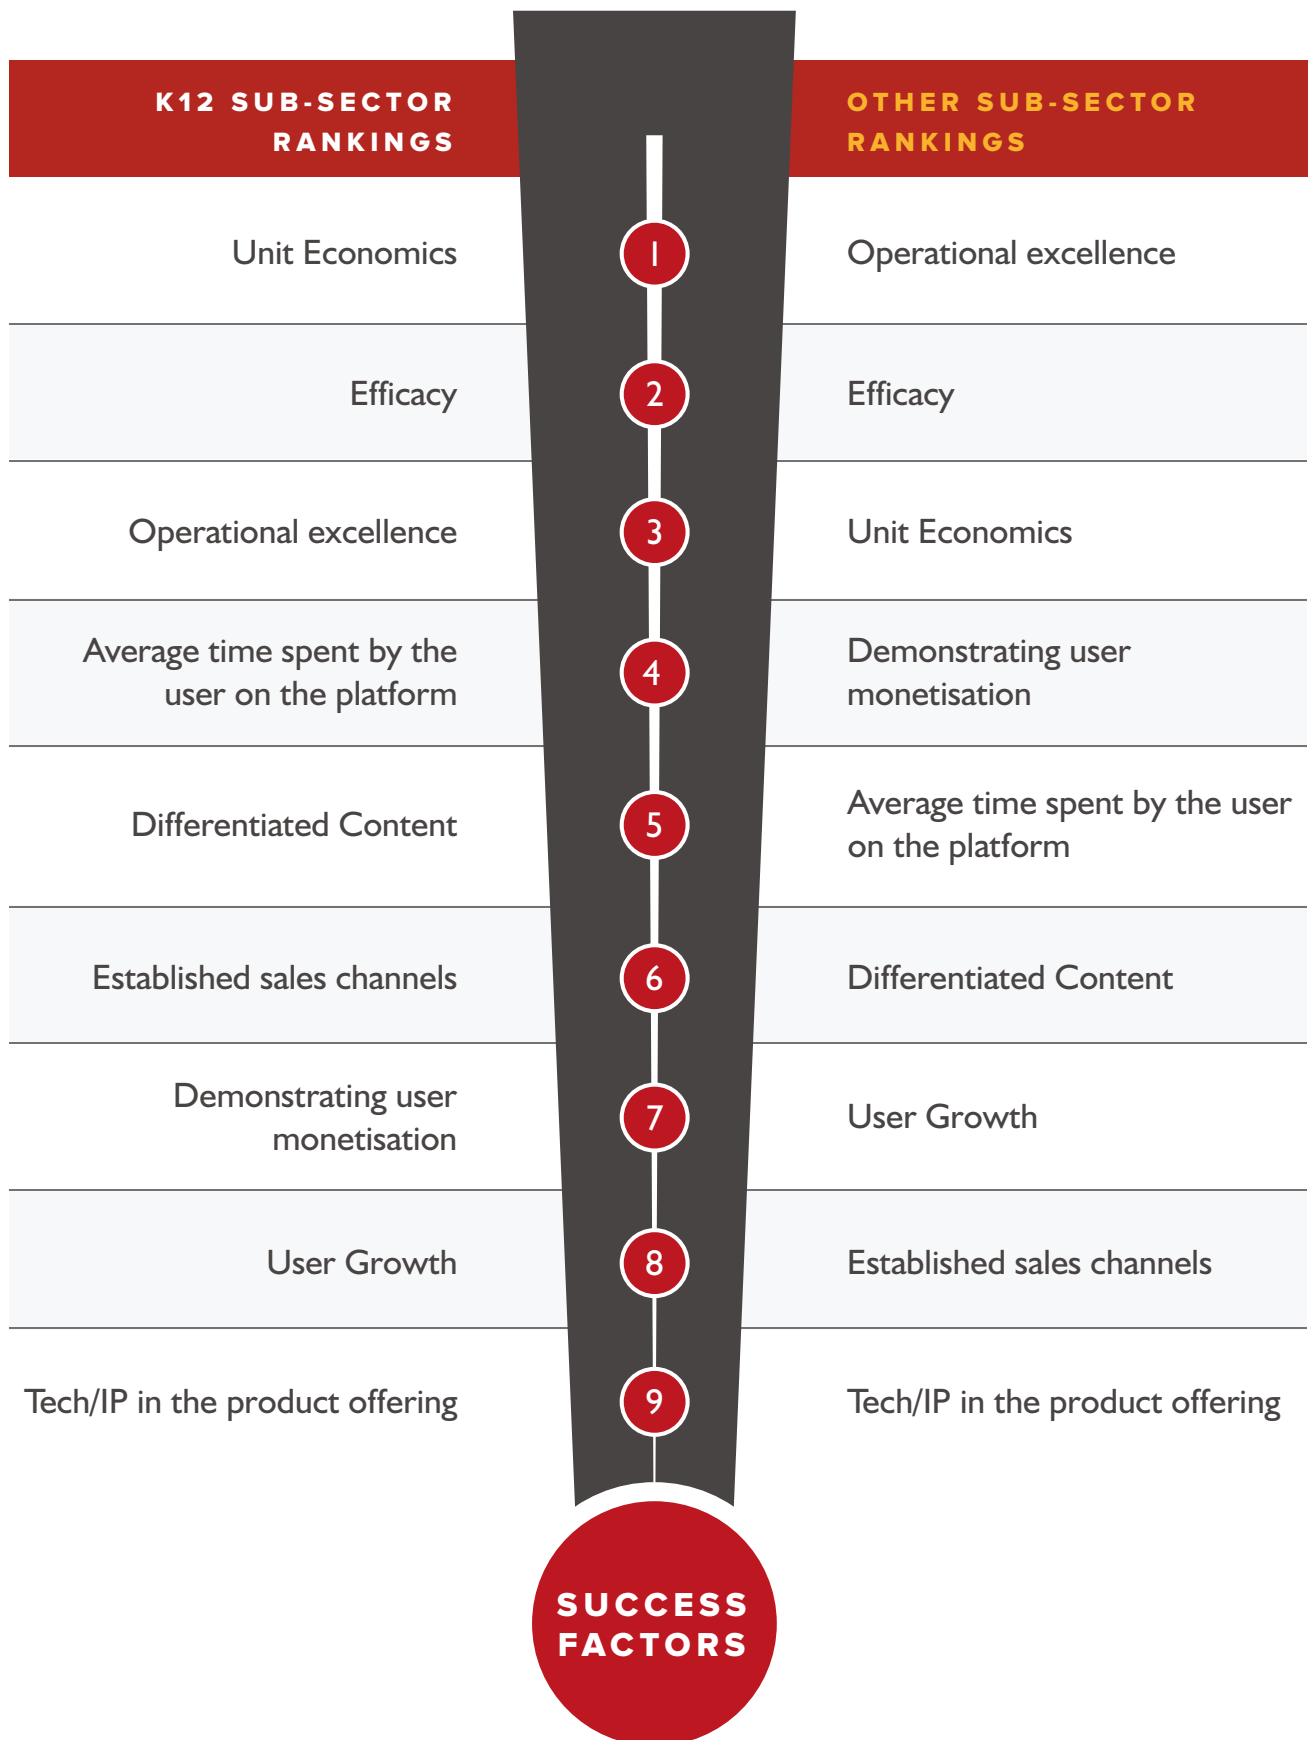 K12 SUB-SECTOR
RANKINGS
OTHER SUB-SECTOR
RANKINGS
Unit Economics
1
Operational excellence
Efficacy
2
Efficacy
Operational excellence
3
Unit Economics
Average time spent by the
user on the platform
4
Demonstrating user
monetisation
Differentiated Content
5
Average time spent by the user
on the platform
Established sales channels
6
Differentiated Content
Demonstrating user
monetisation
7
User Growth
User Growth
8
Established sales channels
Tech/IP in the product offering
9
Tech/IP in the product offering
SUCCESS
FACTORS